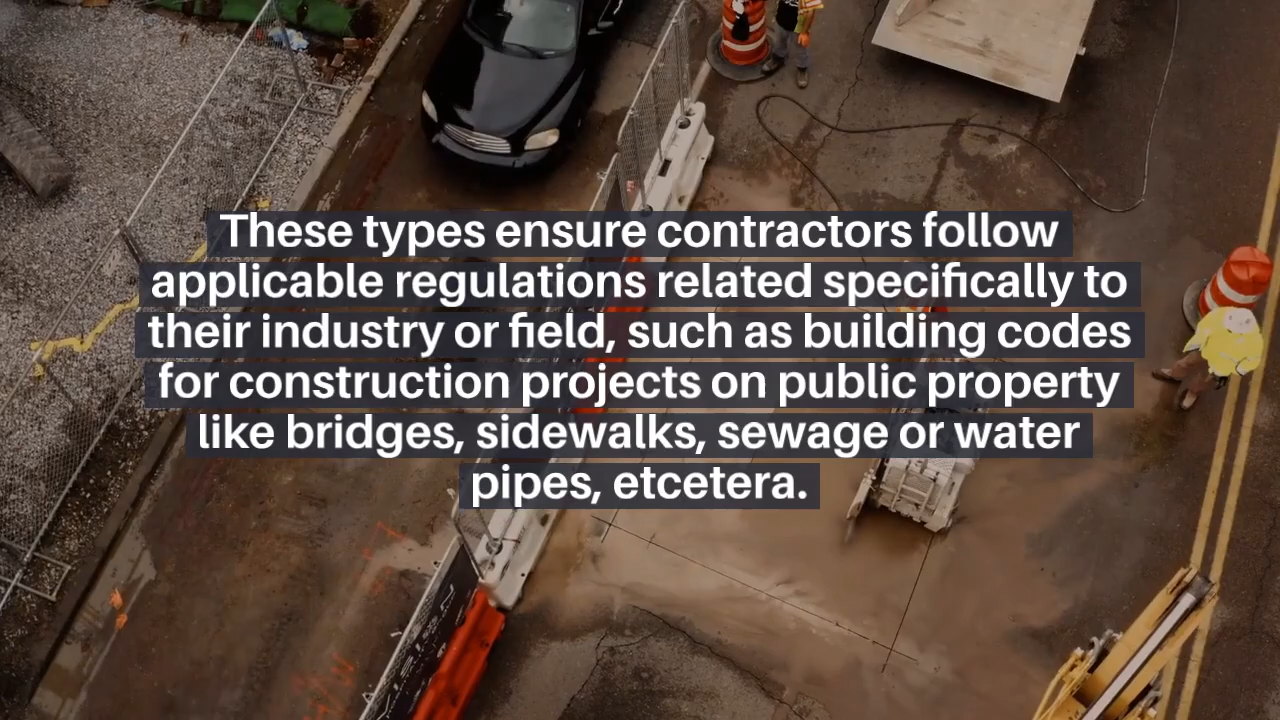 These types ensure contractors follow
applicable regulations related specifically to
their industry or field, such as building codes
for construction projects on public property
like bridges, sidewalks, sewage or water
pipes, etcetera.